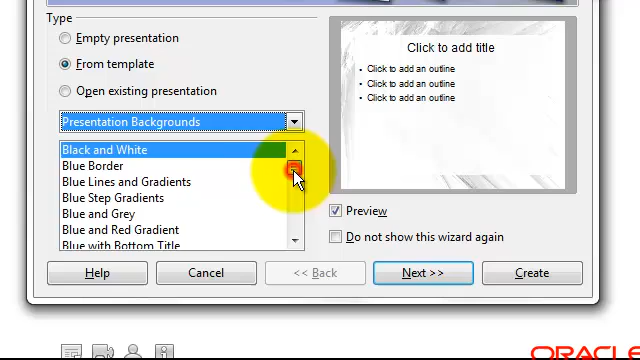 Type
Empty presentation
From template
Open existing presentation
Presentation Backgrounds
Black and White
Blue Border
Blue Lines and Gradients
Blue Step Gradients
Blue and Grey
Blue and Red Gradient
Blue with Bottom Title
Click to add title
• Click to add an outline
• Click to add an outline
• Click to add an outline
Preview
Do not show this wizard again
Help
Cancel
<< Back
Next >>
Create
ORACLE